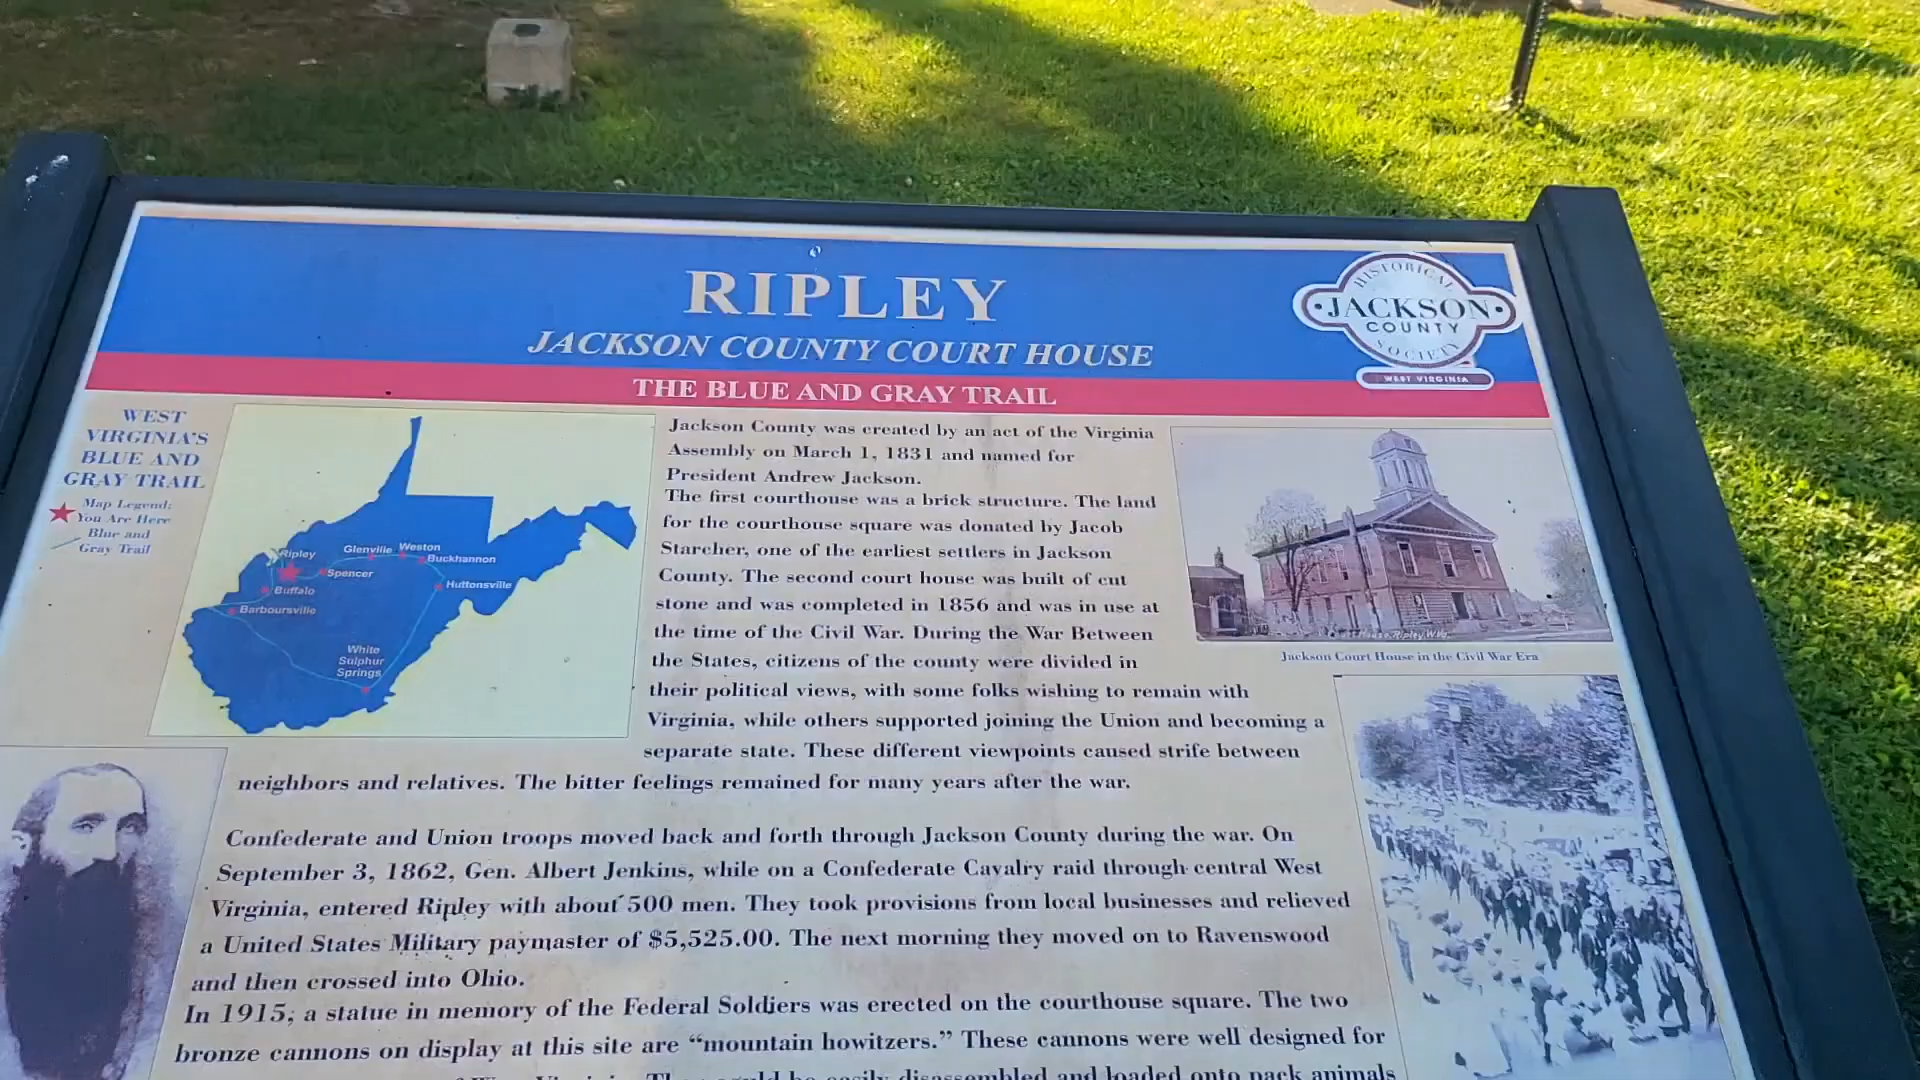 RIPLEY
JACKSON COUNTY COURT HOUSE
THE BLUE AND GRAY TRAIL
HISTORICAL
JACKSON
COUNTY
SOCIETY
WEST VIRGINIA
WEST
VIRGINIA'S
BLUE AND
GRAY TRAIL
Map Legend:
You Are Here
Blue and
Gray Trail
Ripley
Glenville
Weston
Buckhannon
Spencer
Huttonsville
Buffalo
Barboursville
White
Sulphur
Springs
Jackson County was created by an act of the Virginia
Assembly on March 1, 1831 and named for
President Andrew Jackson.
The first courthouse was a brick structure. The land
for the courthouse square was donated by Jacob
Starcher, one of the earliest settlers in Jackson
County. The second court house was built of cut
stone and was completed in 1856 and was in use at
the time of the Civil War. During the War Between
the States, citizens of the county were divided in
their political views, with some folks wishing to remain with
Virginia, while others supported joining the Union and becoming a
separate state. These different viewpoints caused strife between
neighbors and relatives. The bitter feelings remained for many years after the war.
House, Ripley, W.Va.
Jackson Court House in the Civil War Era
Confederate and Union troops moved back and forth through Jackson County during the war. On
September 3, 1862, Gen. Albert Jenkins, while on a Confederate Cavalry raid through central West
Virginia, entered Ripley with about 500 men. They took provisions from local businesses and relieved
a United States Military paymaster of $5,525.00. The next morning they moved on to Ravenswood
and then crossed into Ohio.
In 1915, a statue in memory of the Federal Soldiers was erected on the courthouse square. The two
bronze cannons on display at this site are "mountain howitzers." These cannons were well designed for
be easily disassembled and loaded onto pack animals